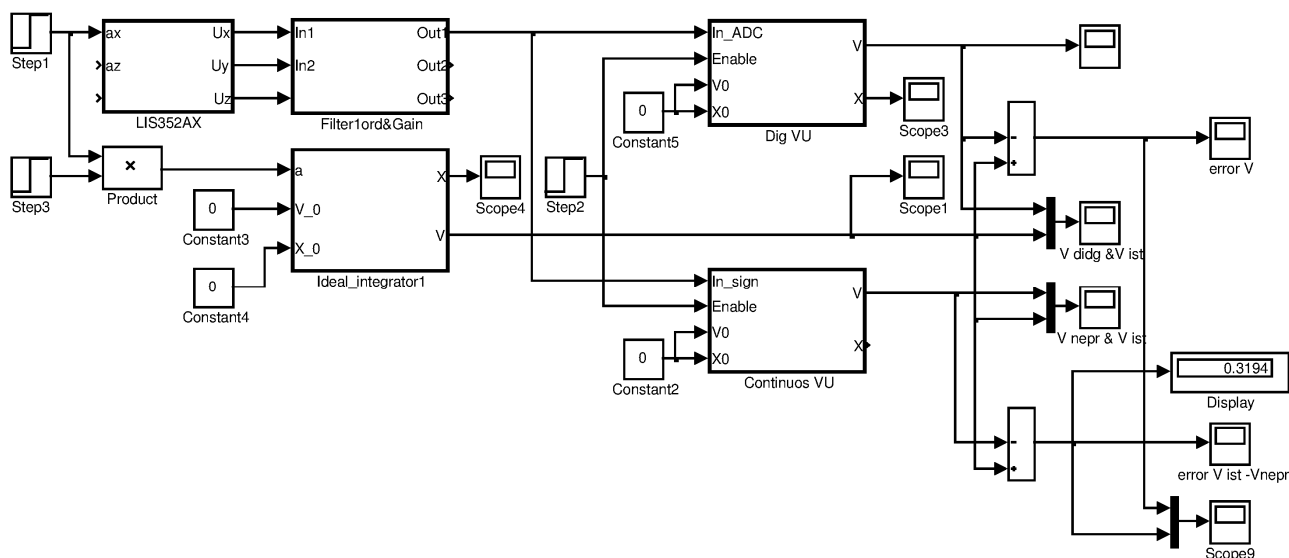 Step1
ax
az
Ux
Uy
Uz
LIS352AX
In1
In2
Out1
Out2
Out3
Filter1ord&Gain
In_ADC
Enable
V0
X0
V
X
Dig VU
0
Constant5
Scope3
-
+
error V
Step3
×
Product
0
Constant3
0
Constant4
a
V_0
X_0
X
V
Ideal_integrator1
Scope4
Step2
Scope1
V didg &V ist
In_sign
Enable
V0
X0
V
X
Continuos VU
0
Constant2
V nepr & V ist
0.3194
Display
-
+
error V ist -Vnepr
Scope9